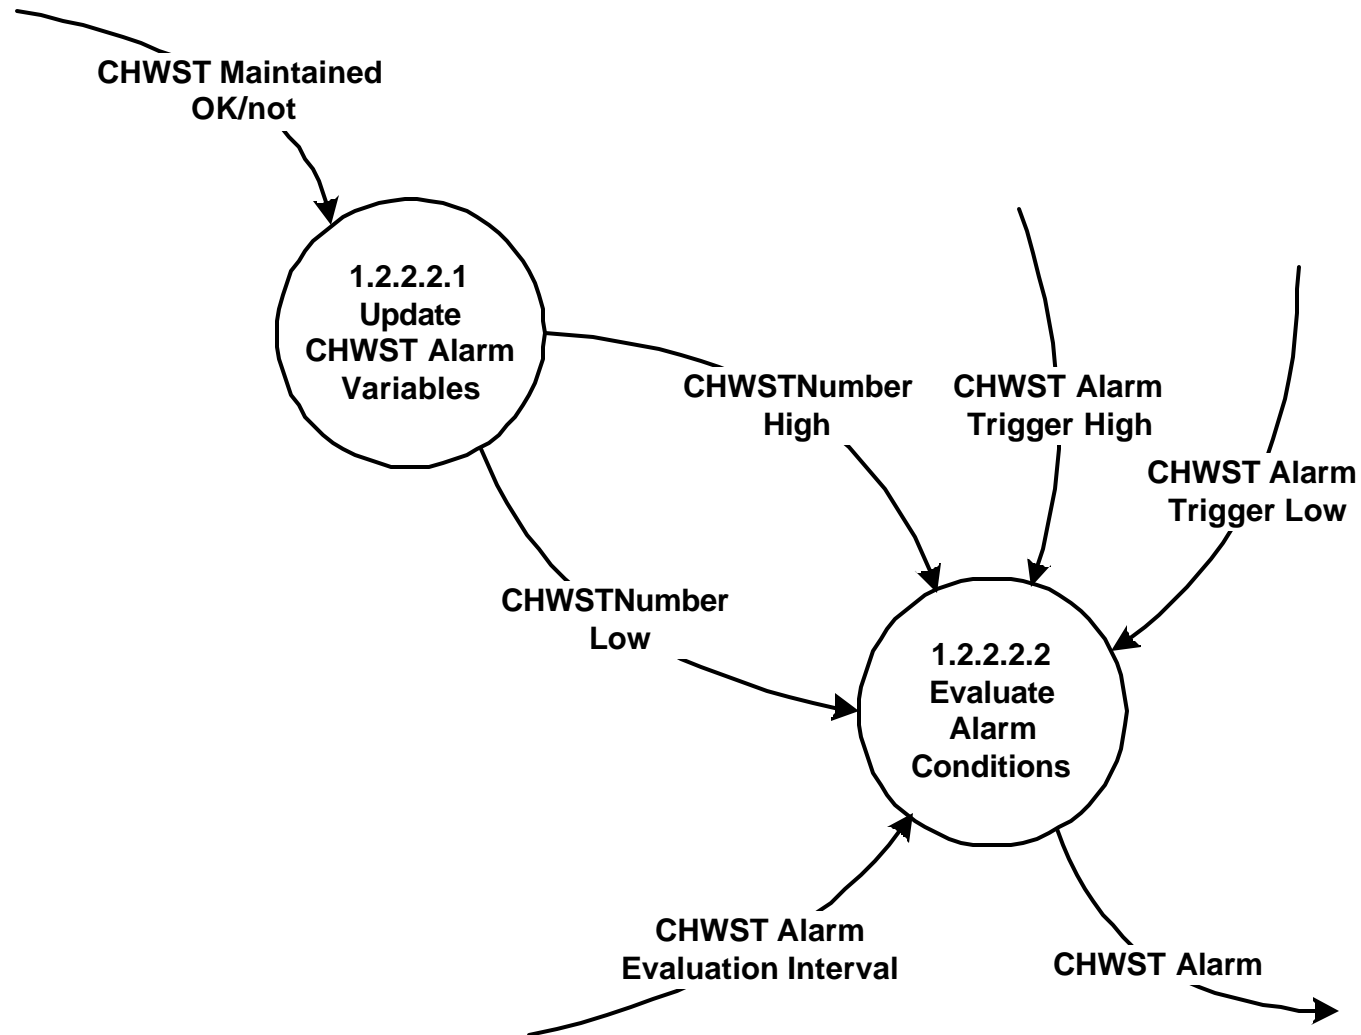 CHWST Maintained
OK/not
1.2.2.2.1
Update
CHWST Alarm
Variables
CHWSTNumber
High
CHWST Alarm
Trigger High
CHWST Alarm
Trigger Low
CHWSTNumber
Low
1.2.2.2.2
Evaluate
Alarm
Conditions
CHWST Alarm
Evaluation Interval
CHWST Alarm